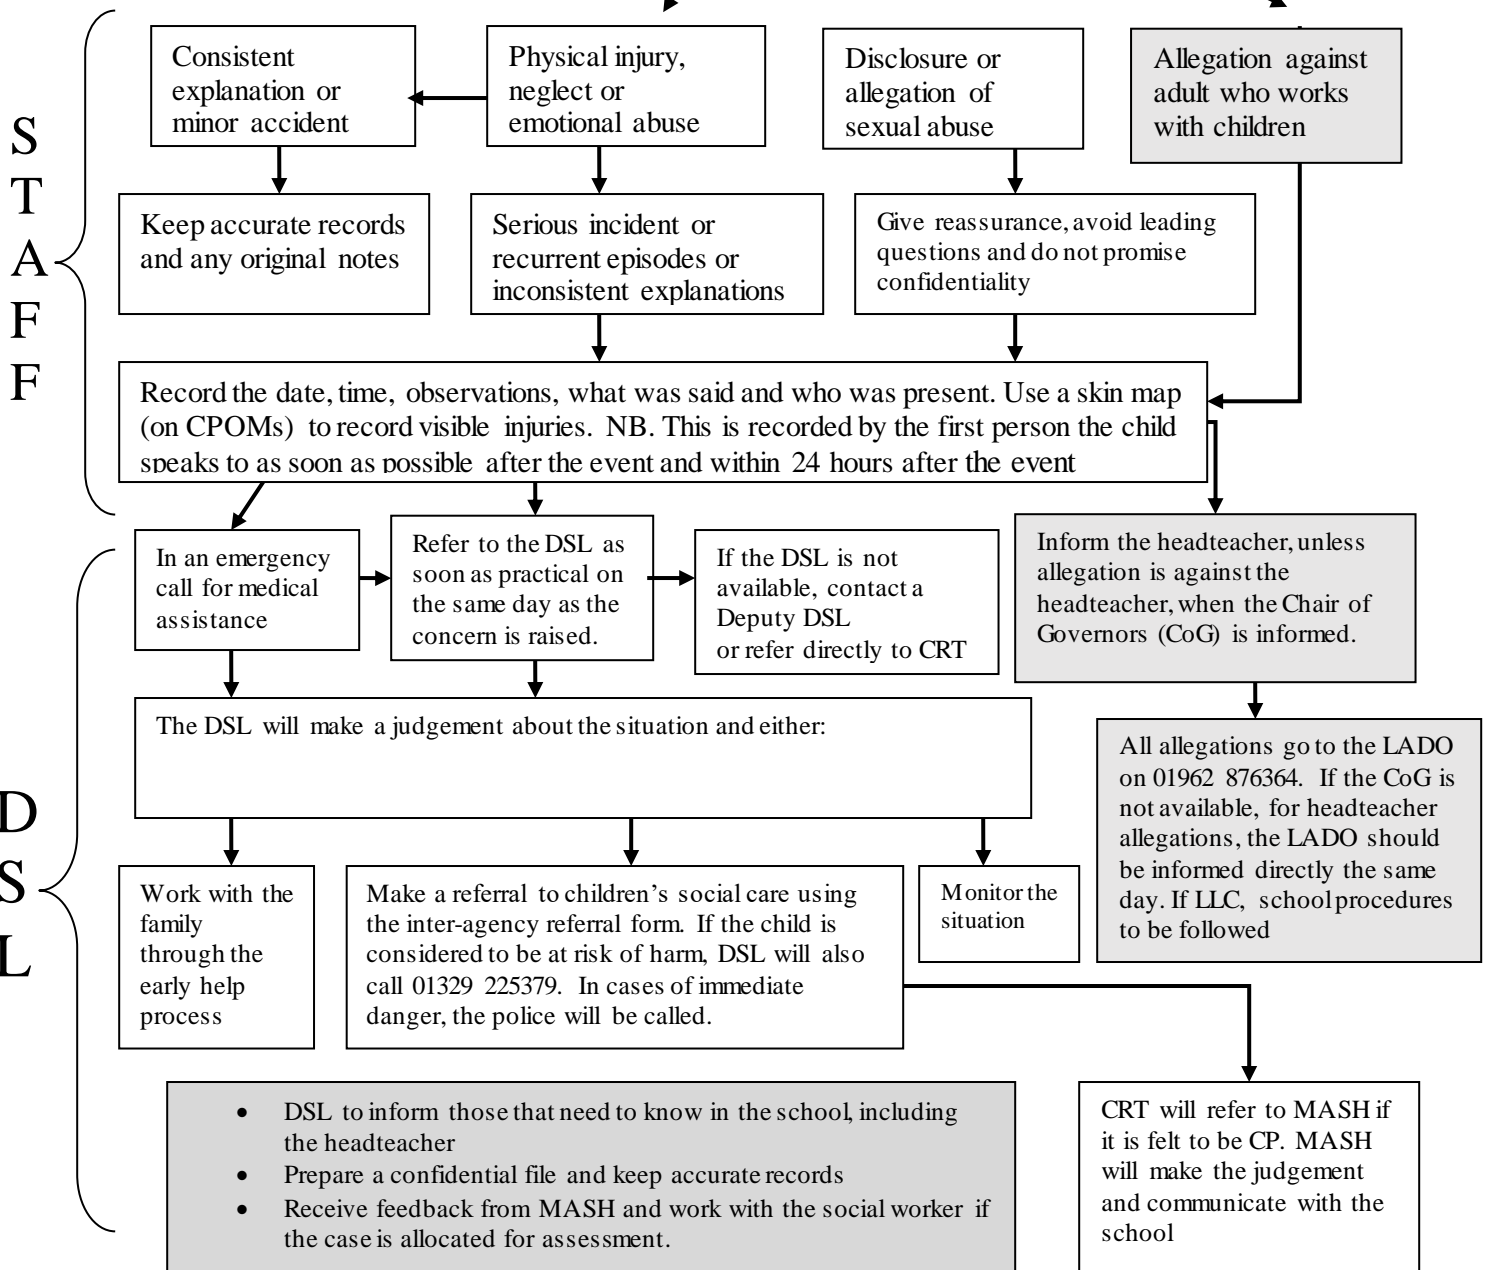 Consistent
explanation or
minor accident
Physical injury,
neglect or
emotional abuse
Disclosure or
allegation of
sexual abuse
Allegation against
adult who works
with children
S
T
A
F
F
Keep accurate records
and any original notes
Serious incident or
recurrent episodes or
inconsistent explanations
Give reassurance, avoid leading
questions and do not promise
confidentiality
Record the date, time, observations, what was said and who was present. Use a skin map
(on CPOMs) to record visible injuries. NB. This is recorded by the first person the child
speaks to as soon as possible after the event and within 24 hours after the event
In an emergency
call for medical
assistance
Refer to the DSL as
soon as practical on
the same day as the
concern is raised.
If the DSL is not
available, contact a
Deputy DSL
or refer directly to CRT
Inform the headteacher, unless
allegation is against the
headteacher, when the Chair of
Governors (CoG) is informed.
The DSL will make a judgement about the situation and either:
All allegations go to the LADO
on 01962 876364. If the CoG is
not available, for headteacher
allegations, the LADO should
be informed directly the same
day. If LLC, school procedures
to be followed
D
S
L
Work with the
family
through the
early help
process
Make a referral to children's social care using
the inter-agency referral form. If the child is
considered to be at risk of harm, DSL will also
call 01329 225379. In cases of immediate
danger, the police will be called.
Monitor the
situation
• DSL to inform those that need to know in the school, including
the headteacher
• Prepare a confidential file and keep accurate records
• Receive feedback from MASH and work with the social worker if
the case is allocated for assessment.
CRT will refer to MASH if
it is felt to be CP. MASH
will make the judgement
and communicate with the
school